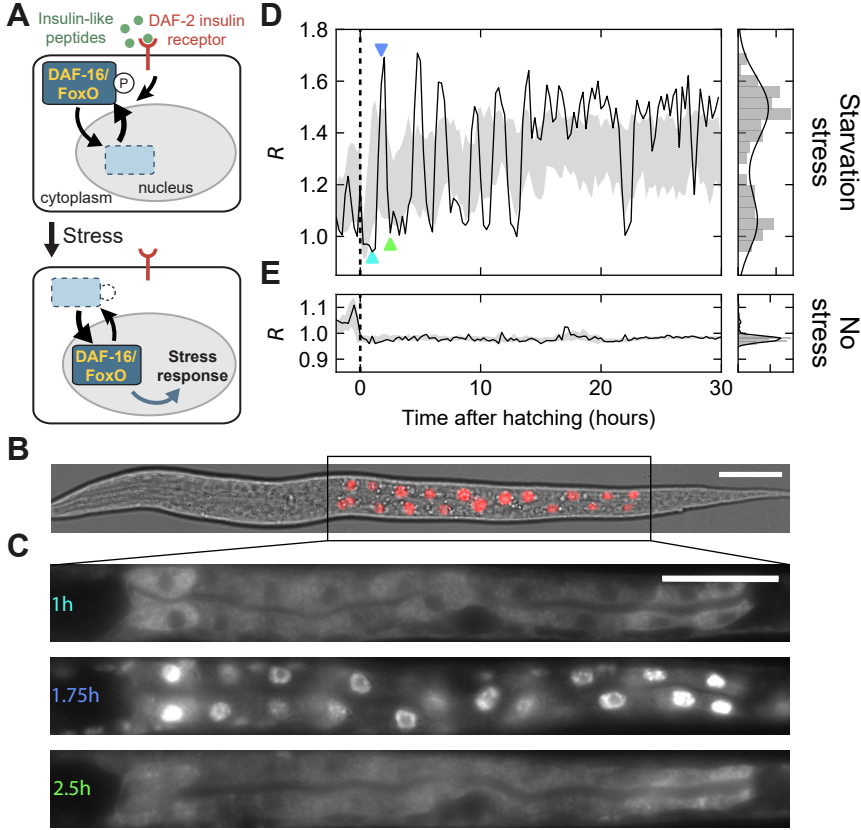 A
Insulin-like
peptides
DAF-2 insulin
receptor
DAF-16/
FoxO
P
nucleus
cytoplasm
Stress
DAF-16/
FoxO
Stress
response
D
1.8
1.6
1.4
1.2
1.0
R
Starvation
stress
E
1.1
1.0
0.9
R
No
stress
0
10
20
30
Time after hatching (hours)
B
C
1h
1.75h
2.5h